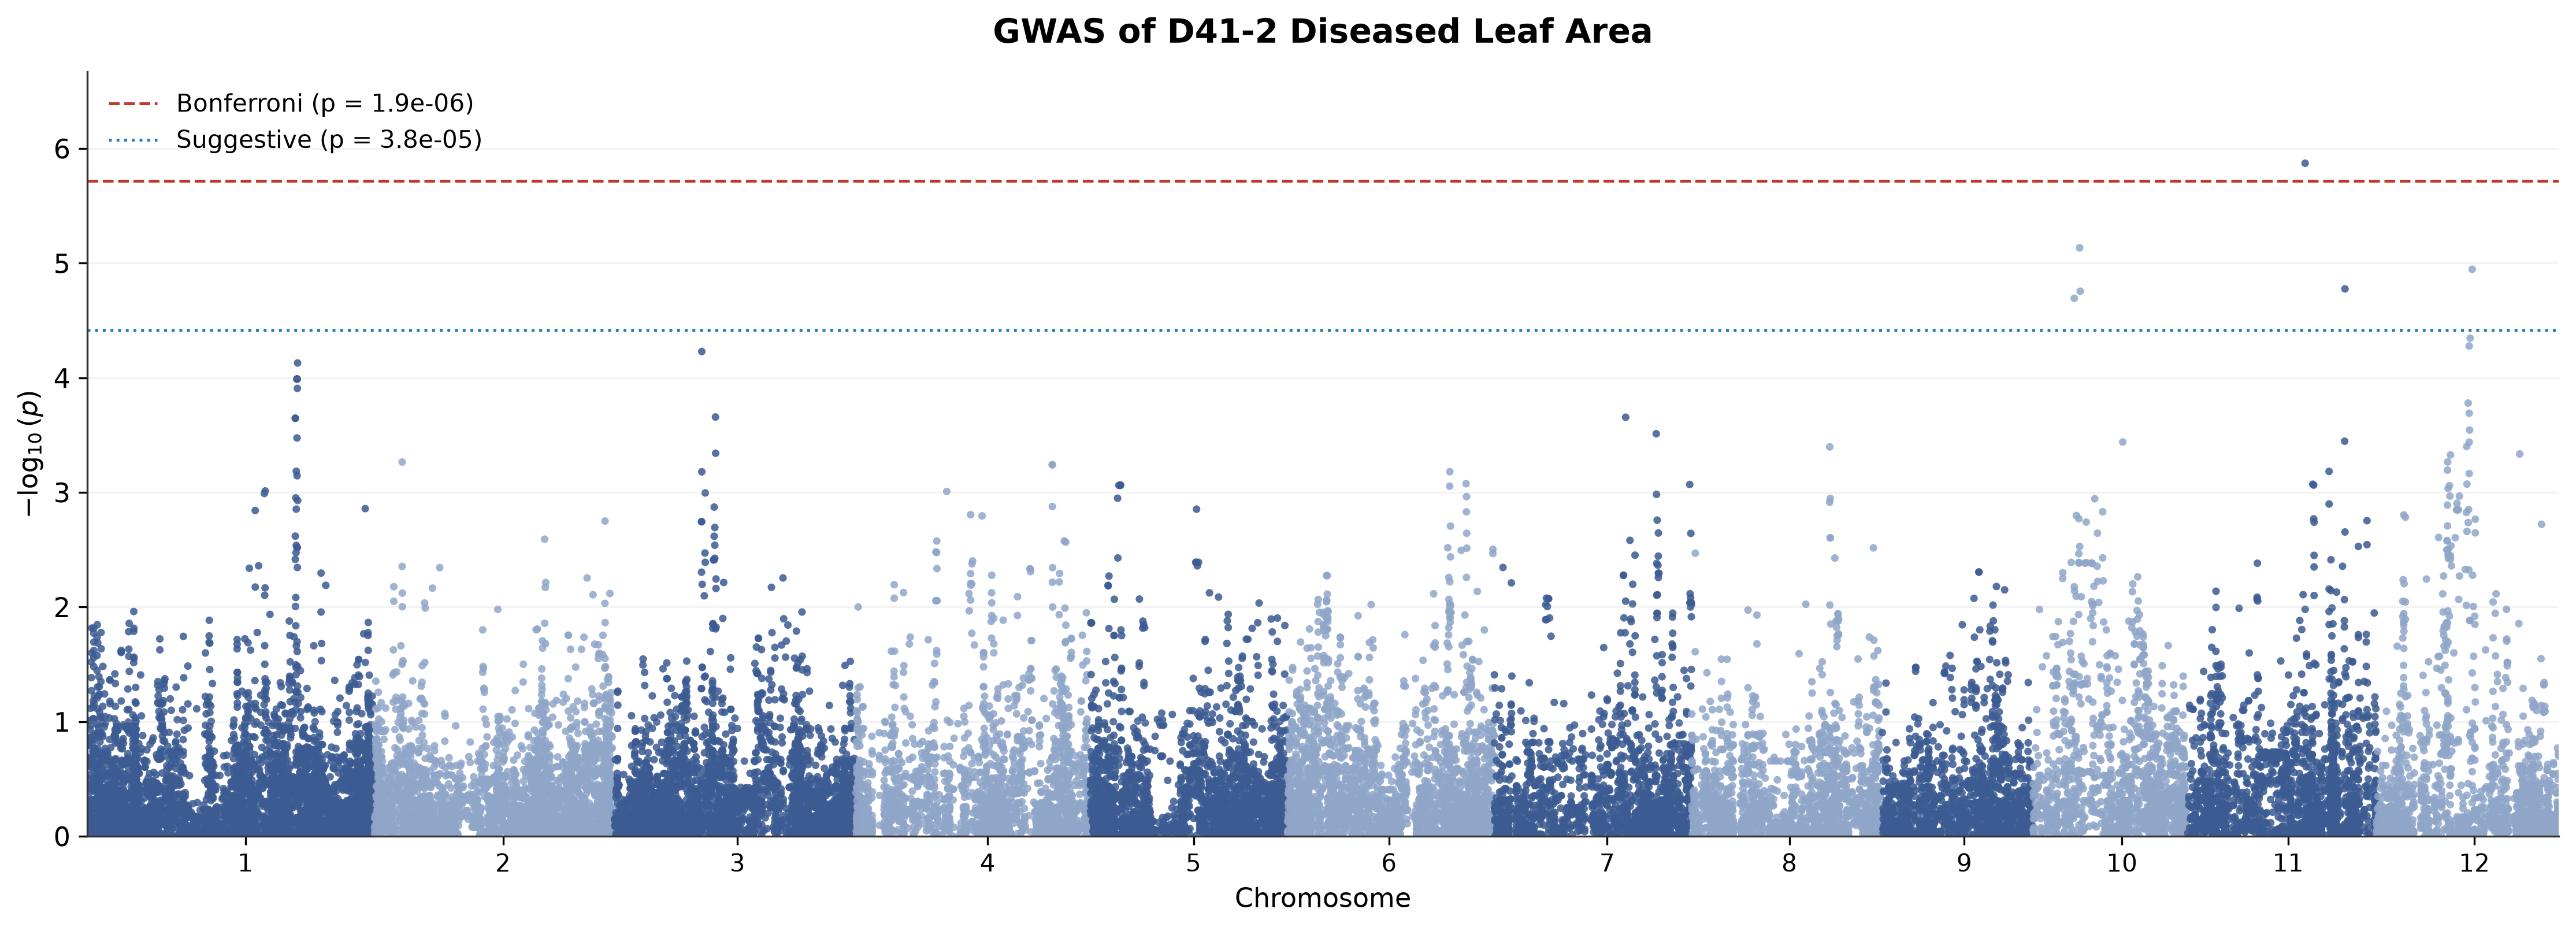 GWAS of D41-2 Diseased Leaf Area
Bonferroni (p = 1.9e-06)
Suggestive (p = 3.8e-05)
−log₁₀(p)
6
5
4
3
2
1
0
1 2 3 4 5 6 7 8 9 10 11 12
Chromosome